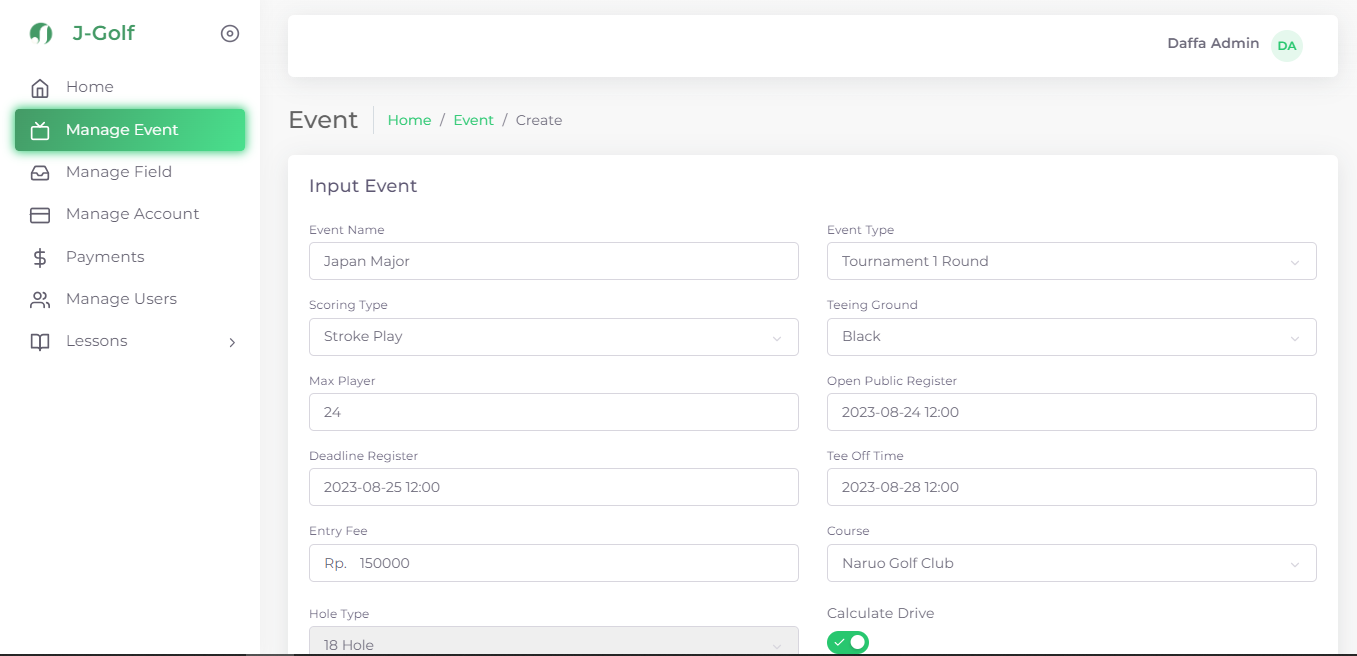 J-Golf
Home
Manage Event
Manage Field
Manage Account
Payments
Manage Users
Lessons
Daffa Admin DA
Event Home / Event / Create
Input Event
Event Name
Japan Major
Event Type
Tournament 1 Round
Scoring Type
Stroke Play
Teeing Ground
Black
Max Player
24
Open Public Register
2023-08-24 12:00
Deadline Register
2023-08-25 12:00
Tee Off Time
2023-08-28 12:00
Entry Fee
Rp. 150000
Course
Naruo Golf Club
Hole Type
18 Hole
Calculate Drive